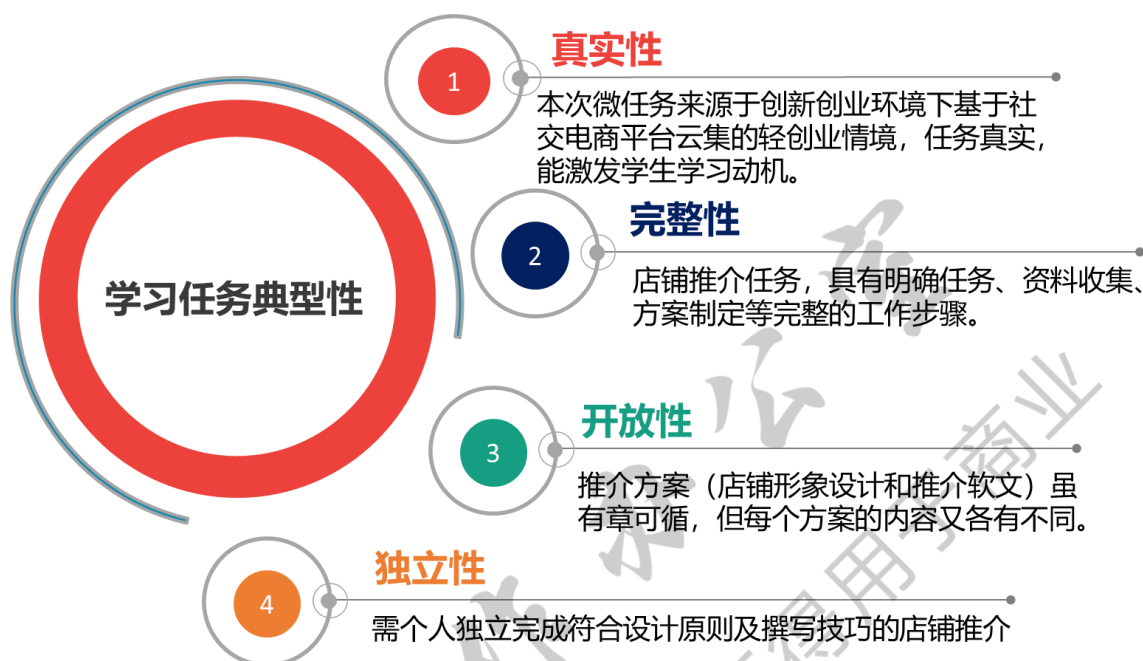 学习任务典型性
1
真实性
本次微任务来源于创新创业环境下基于社
交电商平台云集的轻创业情境，任务真实，
能激发学生学习动机。
2
完整性
店铺推介任务，具有明确任务、资料收集、
方案制定等完整的工作步骤。
3
开放性
推介方案（店铺形象设计和推介软文）虽
有章可循，但每个方案的内容又各有不同。
4
独立性
需个人独立完成符合设计原则及撰写技巧的店铺推介
得用于商业